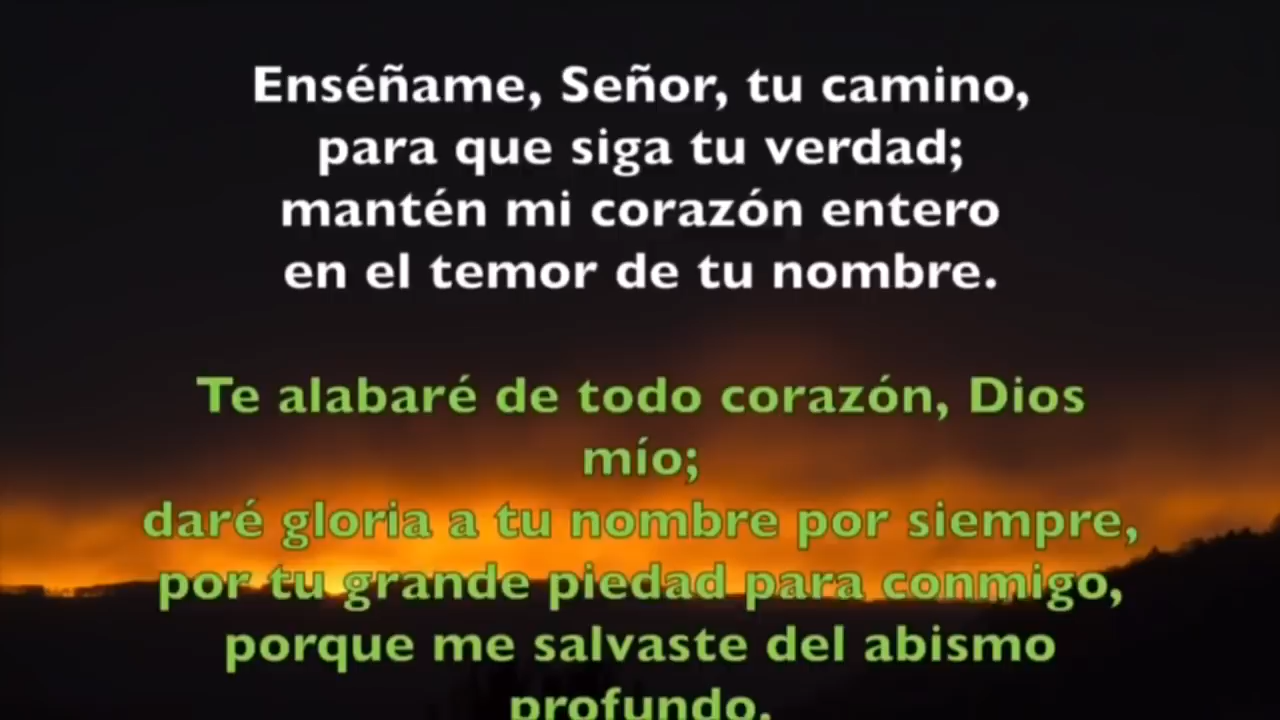 Enséñame, Señor, tu camino,
para que siga tu verdad;
mantén mi corazón entero
en el temor de tu nombre.
Te alabaré de todo corazón, Dios
mío;
daré gloria a tu nombre por siempre,
por tu grande piedad para conmigo,
porque me salvaste del abismo
profundo.